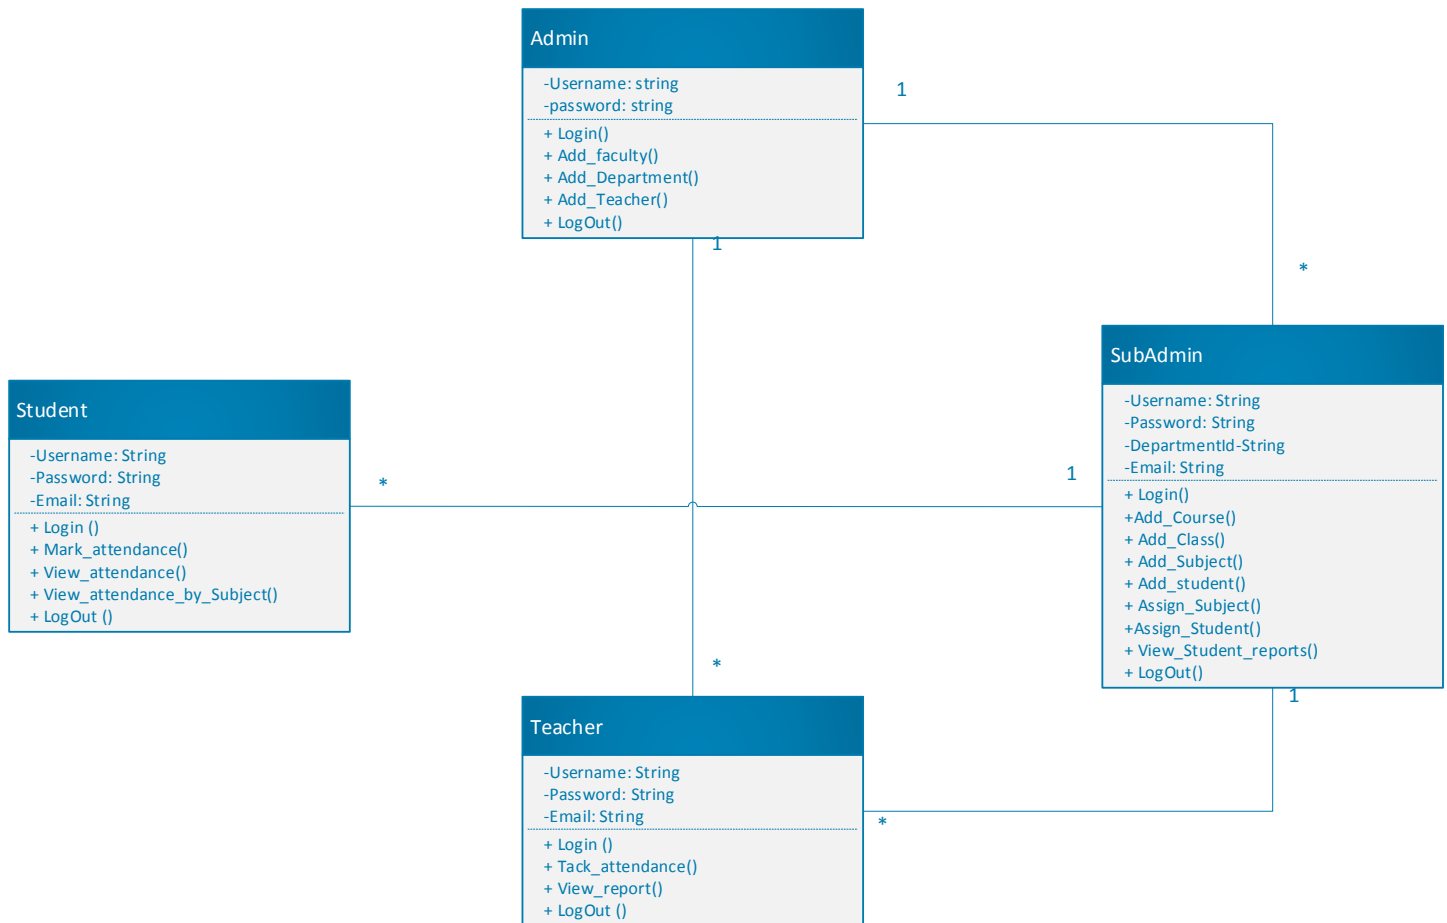 Admin
-Username: string
-password: string
+ Login()
+ Add_faculty()
+ Add_Department()
+ Add_Teacher()
+ LogOut()
1
1
*
SubAdmin
-Username: String
-Password: String
-DepartmentId-String
-Email: String
+ Login()
+Add_Course()
+ Add_Class()
+ Add_Subject()
+ Add_student()
+ Assign_Subject()
+Assign_Student()
+ View_Student_reports()
+ LogOut()
1
1
Student
-Username: String
-Password: String
-Email: String
+ Login ()
+ Mark_attendance()
+ View_attendance()
+ View_attendance_by_Subject()
+ LogOut ()
*
*
Teacher
-Username: String
-Password: String
-Email: String
+ Login ()
+ Tack_attendance()
+ View_report()
+ LogOut ()
*